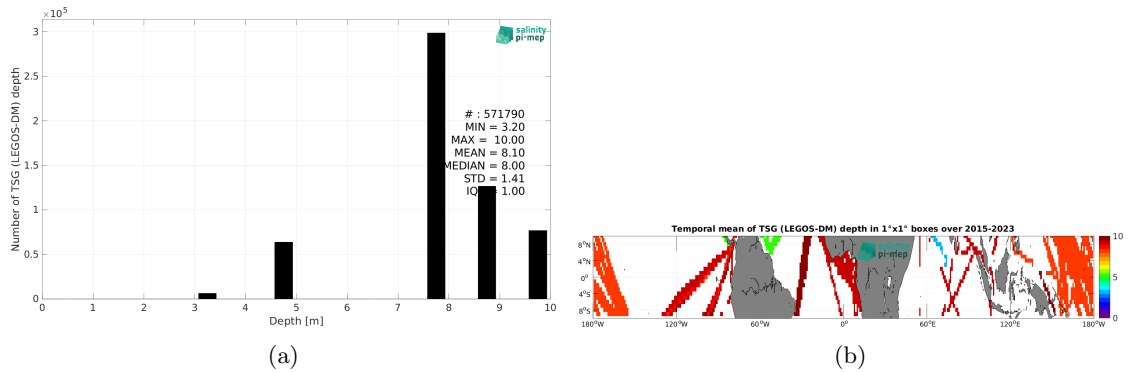 ×10^5
3
2.5
2
1.5
1
0.5
0
Number of TSG (LEGOS-DM) depth
salinity
pi-mep
# : 571790
MIN = 3.20
MAX = 10.00
MEAN = 8.10
MEDIAN = 8.00
STD = 1.41
= 1.00
0 1 2 3 4 5 6 7 8 9 10
Depth [m]
(a)
Temporal mean of TSG (LEGOS-DM) depth in 1°x1° boxes over 2015-2023
salinity
pi-mep
8°N
4°N
0°
4°S
8°S
180°W 120°W 60°W 0° 60°E 120°E 180°W
10
5
0
(b)